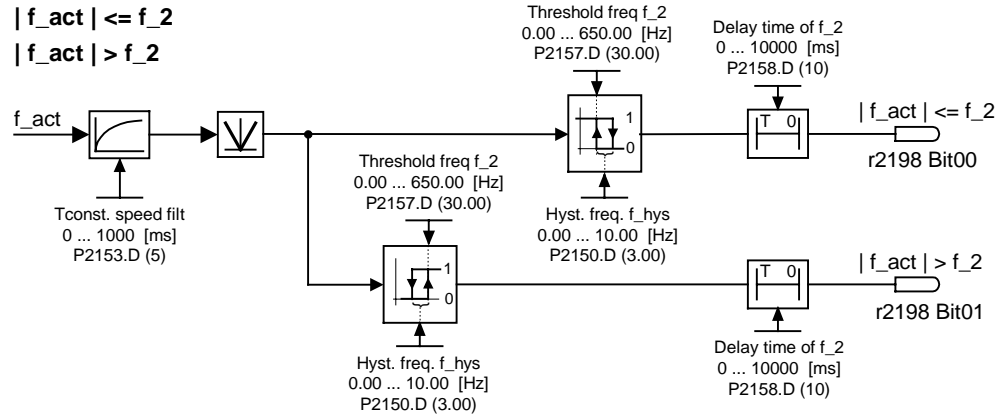 | f_act | <= f_2
| f_act | > f_2
Threshold freq f_2
0.00 ... 650.00 [Hz]
P2157.D (30.00)
Delay time of f_2
0 ... 10000 [ms]
P2158.D (10)
f_act
1
0
T 0
| f_act | <= f_2
r2198 Bit00
Tconst. speed filt
0 ... 1000 [ms]
P2153.D (5)
Threshold freq f_2
0.00 ... 650.00 [Hz]
P2157.D (30.00)
Hyst. freq. f_hys
0.00 ... 10.00 [Hz]
P2150.D (3.00)
1
0
T 0
| f_act | > f_2
r2198 Bit01
Hyst. freq. f_hys
0.00 ... 10.00 [Hz]
P2150.D (3.00)
Delay time of f_2
0 ... 10000 [ms]
P2158.D (10)